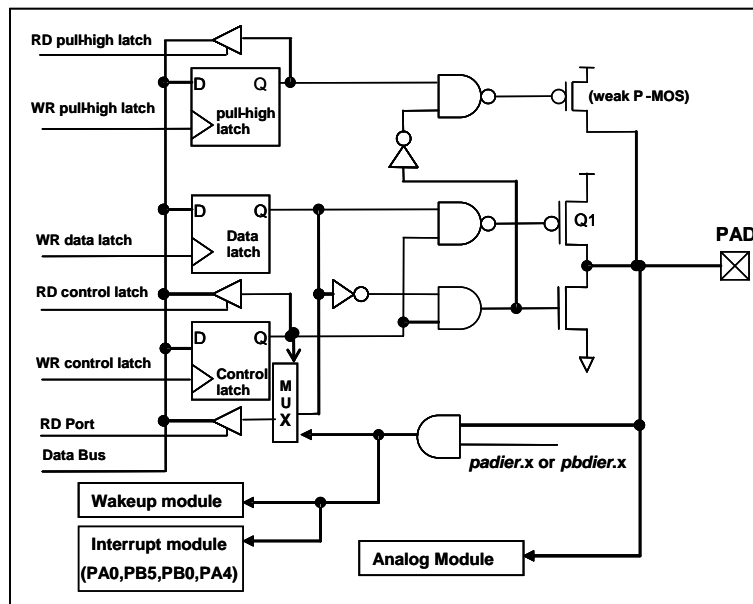 RD pull-high latch
D Q
WR pull-high latch
pull-high
latch
(weak P-MOS)
D Q
Data
latch
WR data latch
Q1
PAD
RD control latch
D Q
WR control latch
Control
latch
M
U
X
RD Port
Data Bus
padier.x or pbdier.x
Wakeup module
Interrupt module
(PA0,PB5,PB0,PA4)
Analog Module